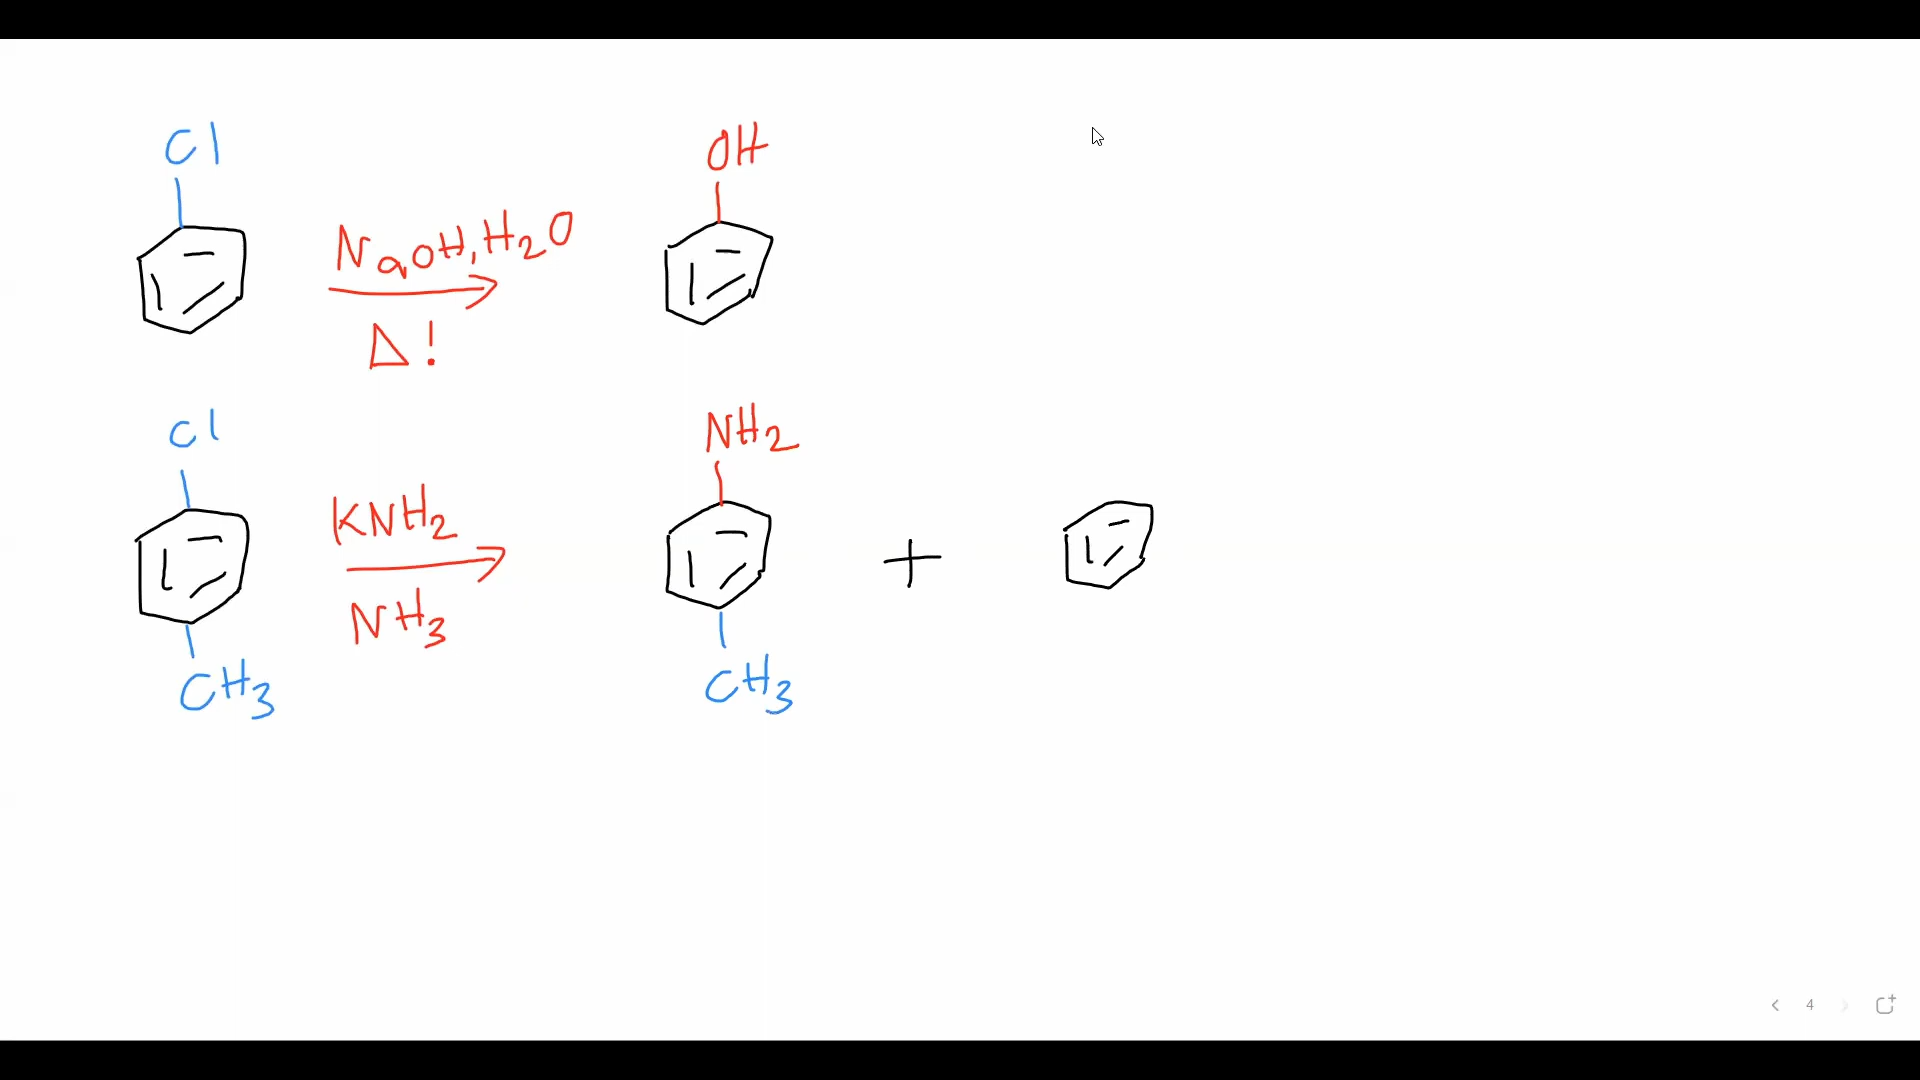 Cl
OH
NaOH, H2O
Δ!
Cl
NH2
KNH2
+
NH3
CH3
CH3
4